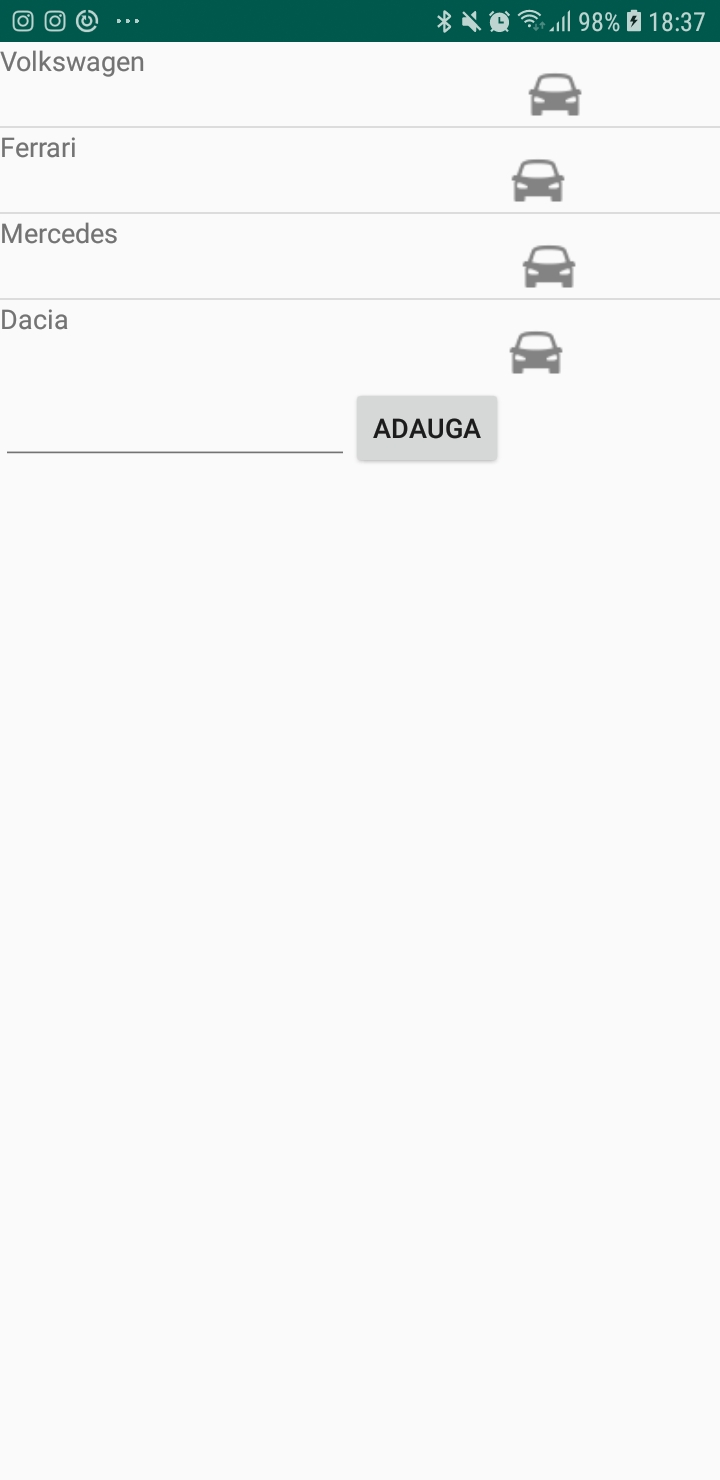 98% 18:37
Volkswagen
Ferrari
Mercedes
Dacia
ADAUGA